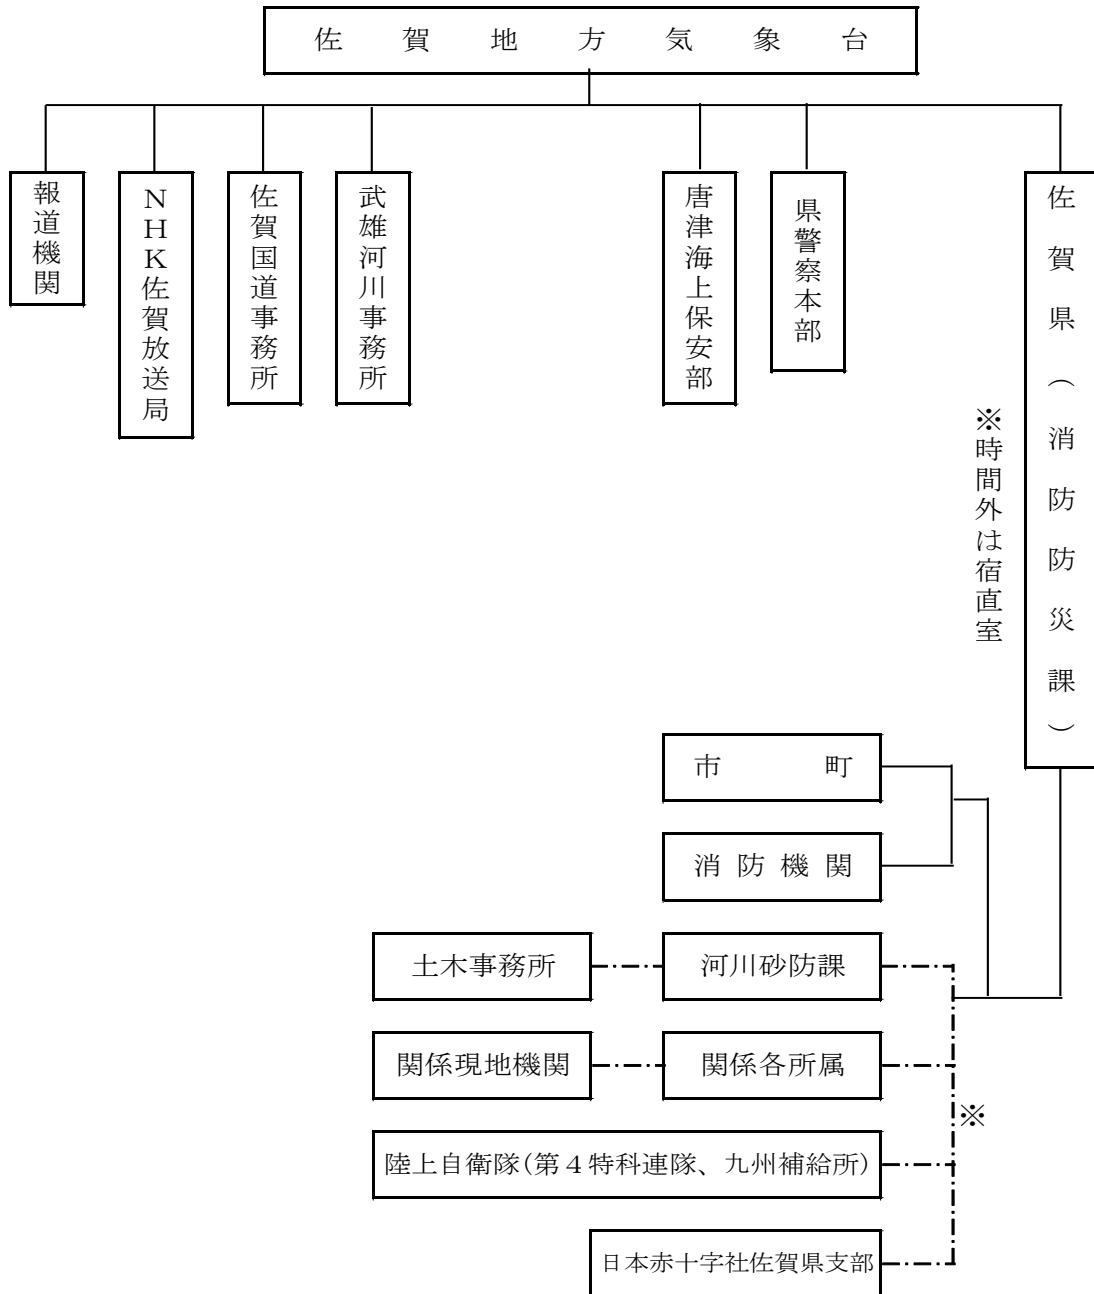 佐賀地方気象台
報道機関
NHK佐賀放送局
佐賀国道事務所
武雄河川事務所
唐津海上保安部
県警察本部
佐賀県（消防防災課）
※時間外は宿直室
市町
消防機関
土木事務所
河川砂防課
関係現地機関
関係各所属
※
陸上自衛隊(第４特科連隊、九州補給所)
日本赤十字社佐賀県支部